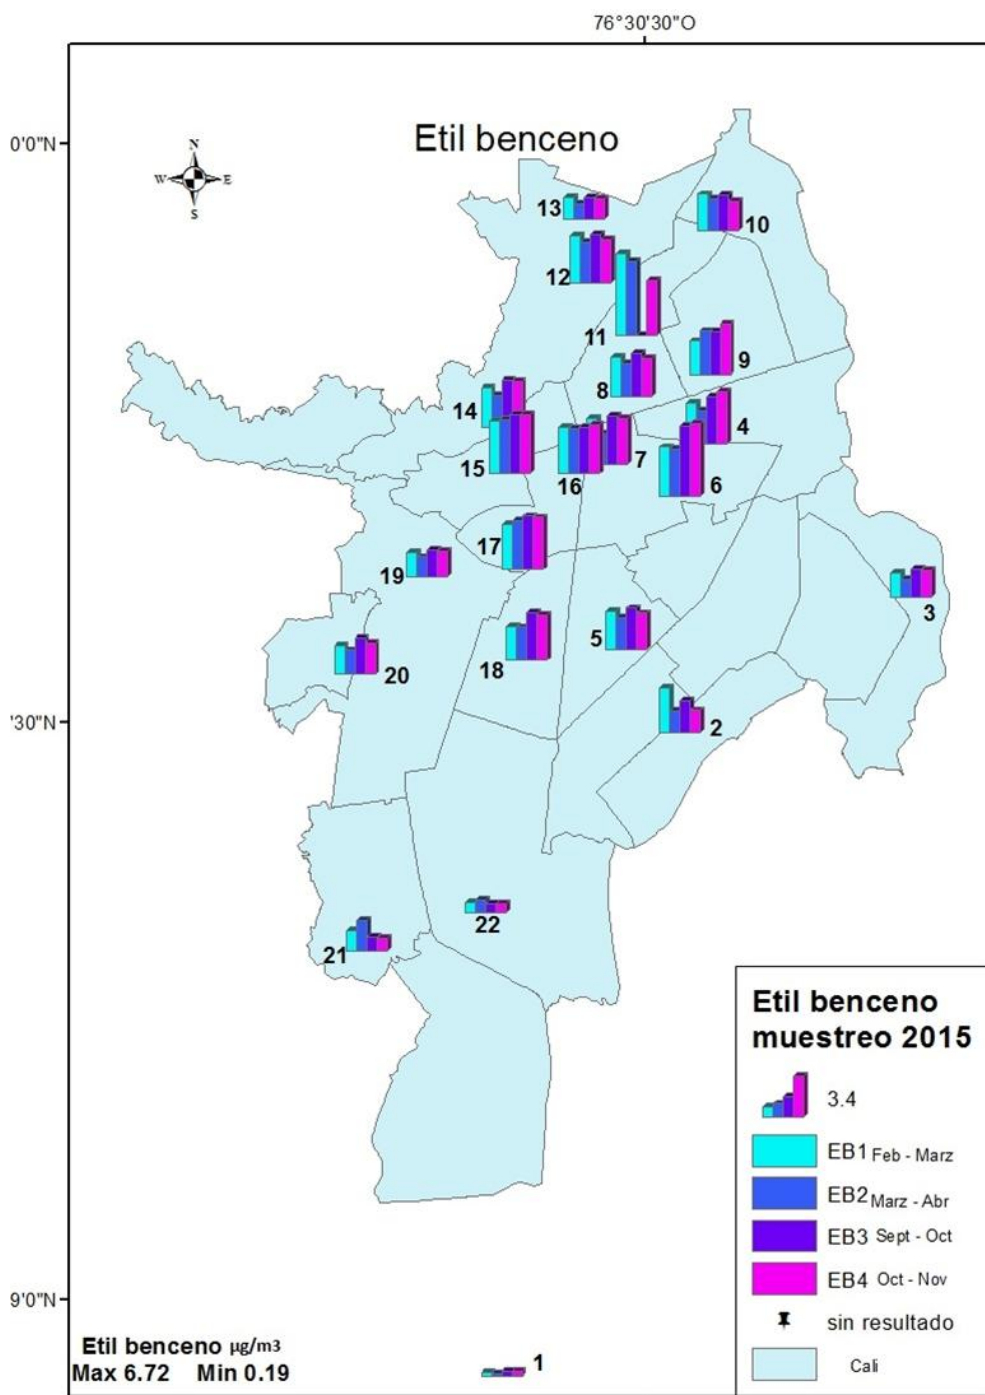 76°30'30"O
0'0"N
Etil benceno
N
W E
S
13
10
12
11
9
8
14
4
15
16
7
6
17
19
3
5
20
18
'30"N
2
22
21
Etil benceno
muestreo 2015
3.4
EB1 Feb - Marz
EB2 Marz - Abr
EB3 Sept - Oct
EB4 Oct - Nov
sin resultado
Cali
9'0"N
Etil benceno µg/m3
Max 6.72 Min 0.19
1